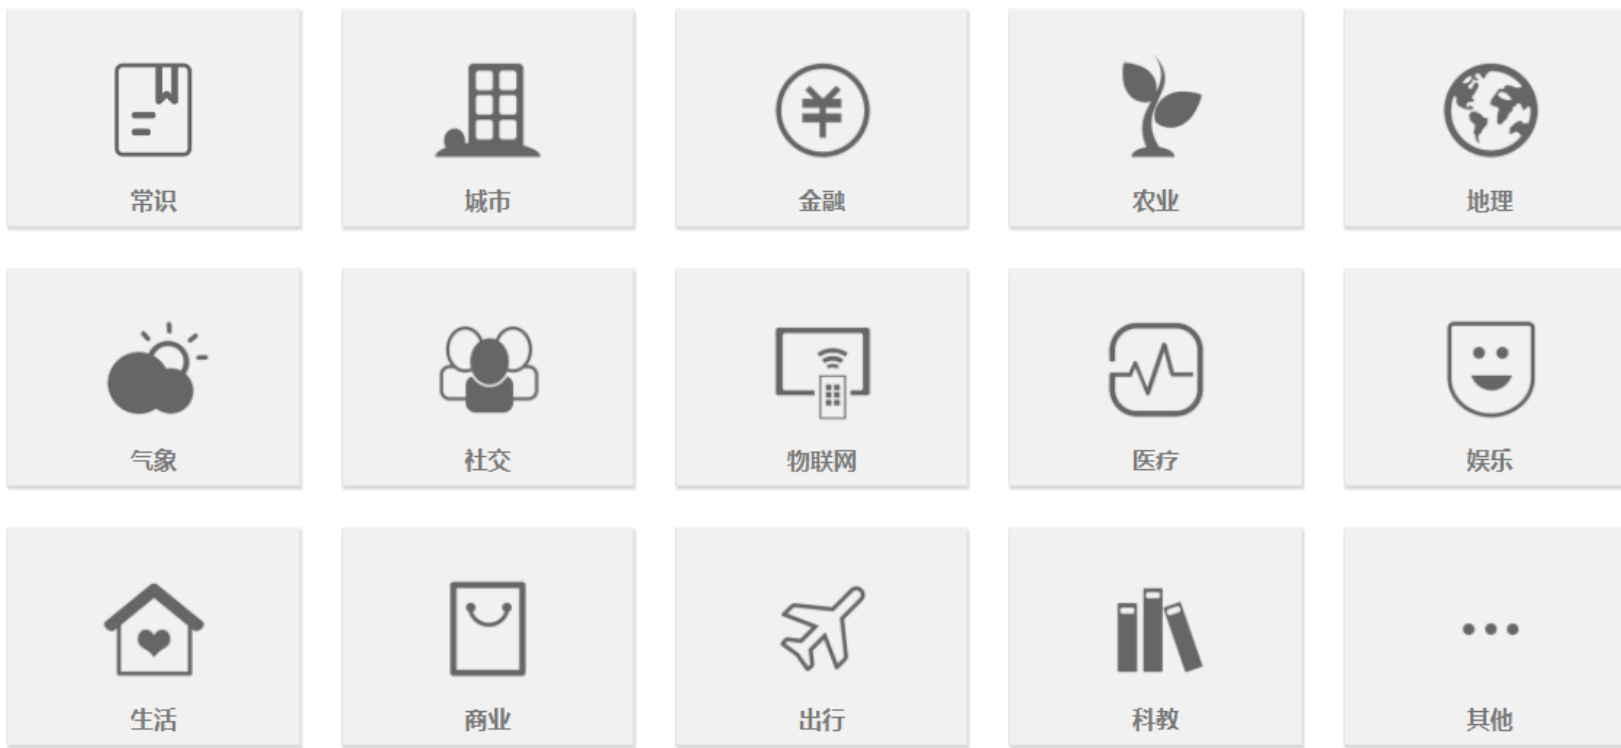 常识
城市
金融
农业
地理
气象
社交
物联网
医疗
娱乐
生活
商业
出行
科教
其他